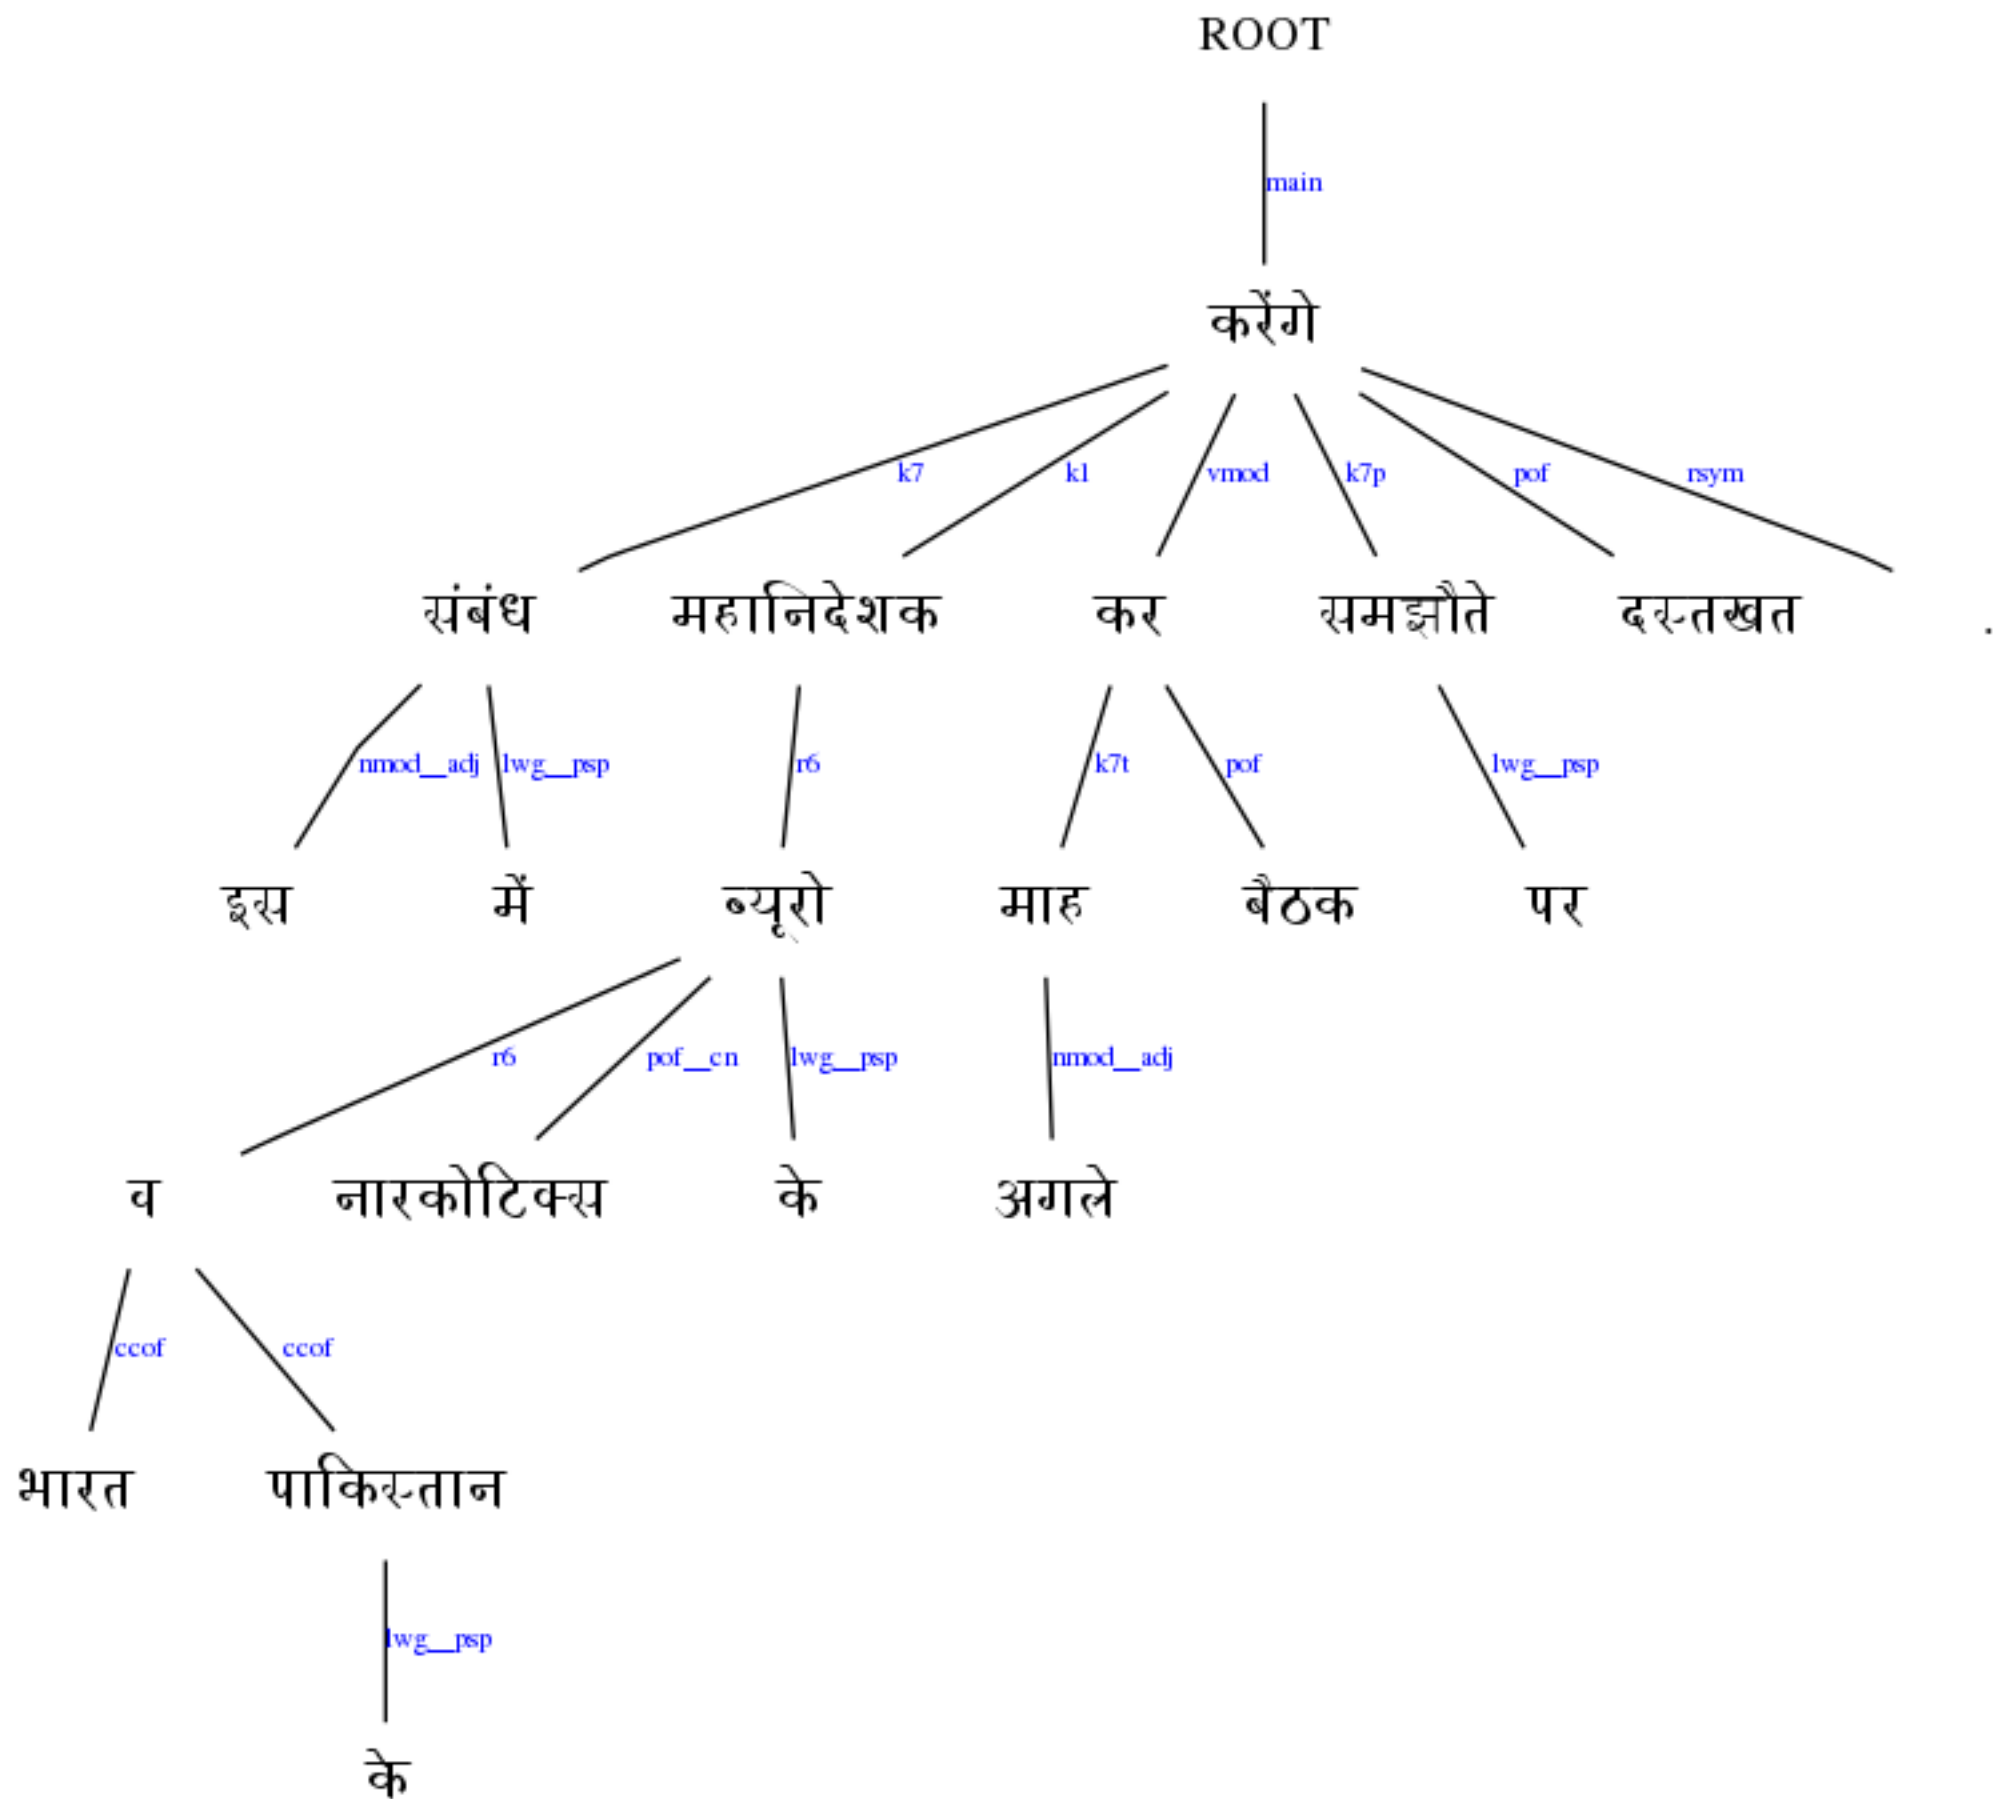 ROOT
main
करेंगे
k7 k1 vmod k7p pof rsym
संबंध महानिदेशक कर समझौते दस्तखत .
nmod__adj lwg__psp r6 k7t pof lwg__psp
इस में ब्यूरो माह बैठक पर
r6 pof__cn lwg__psp nmod__adj
व नारकोटिक्स के अगले
ccof ccof
भारत पाकिस्तान
lwg__psp
के